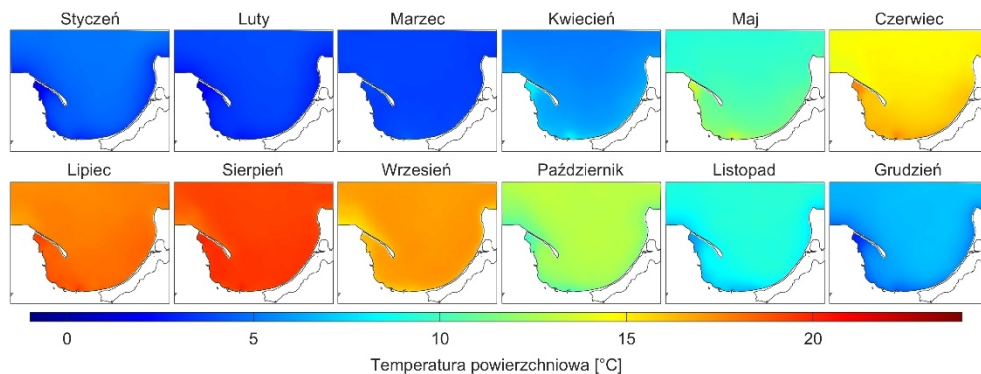 Styczeń Luty Marzec Kwiecień Maj Czerwiec
Lipiec Sierpień Wrzesień Październik Listopad Grudzień
0 5 10 15 20
Temperatura powierzchniowa [°C]